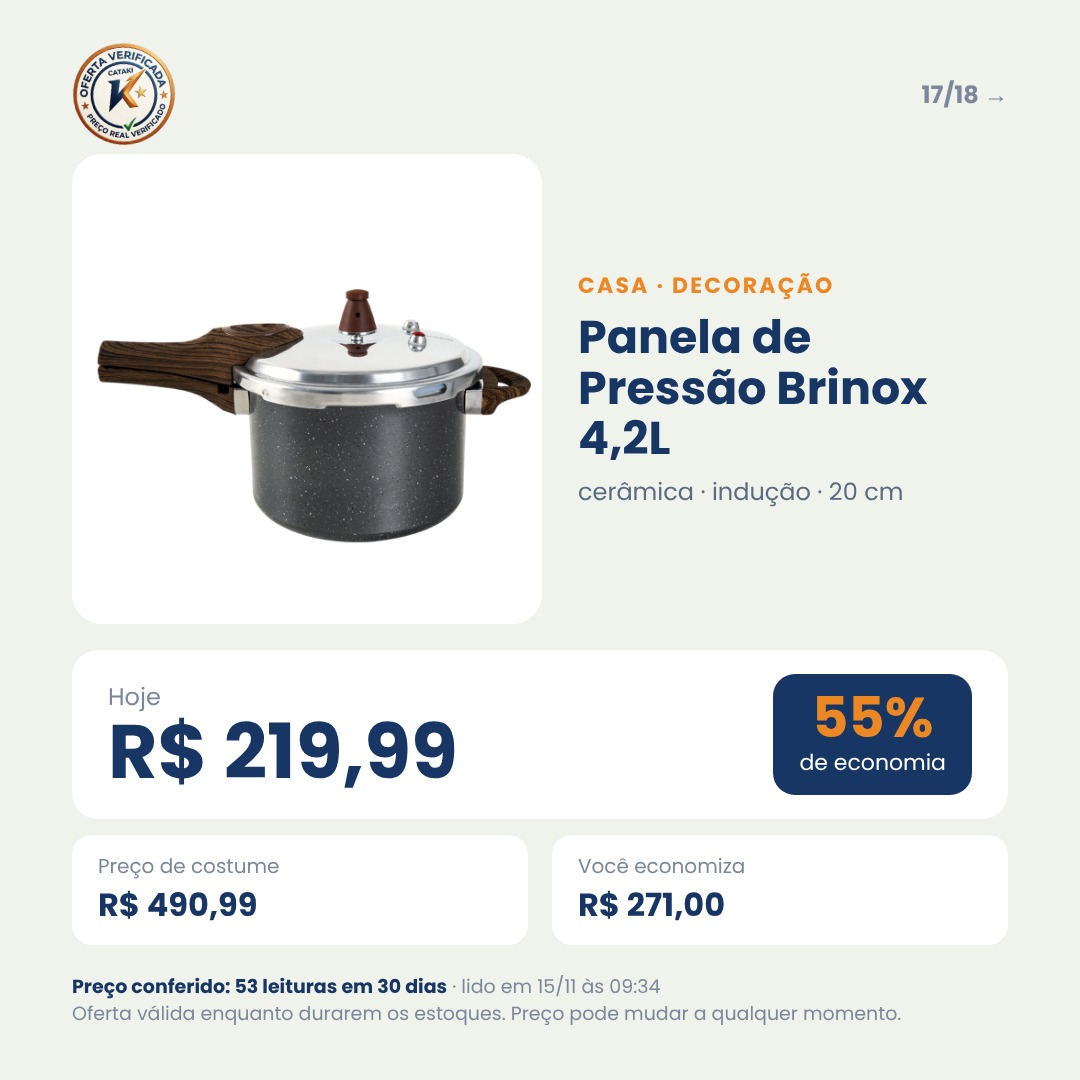 OFERTA VERIFICADA
CATAKI
K
PREÇO REAL VERIFICADO
17/18 →
CASA · DECORAÇÃO
Panela de
Pressão Brinox
4,2L
cerâmica · indução · 20 cm
Hoje
R$ 219,99
55%
de economia
Preço de costume
R$ 490,99
Você economiza
R$ 271,00
Preço conferido: 53 leituras em 30 dias · lido em 15/11 às 09:34
Oferta válida enquanto durarem os estoques. Preço pode mudar a qualquer momento.